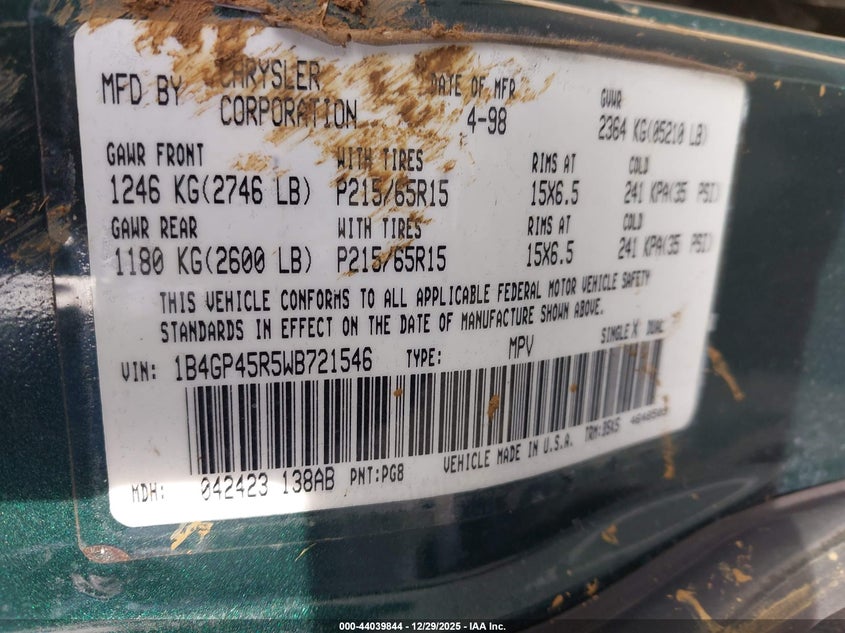 MFD BY CHRYSLER CORPORATION DATE OF MFR 4-98 GVWR 2364 KG(05210 LB)
GAWR FRONT WITH TIRES RIMS AT COLD
1246 KG(2746 LB) P215/65R15 15X6.5 241 KPA(35 PSI)
GAWR REAR WITH TIRES RIMS AT COLD
1180 KG(2600 LB) P215/65R15 15X6.5 241 KPA(35 PSI)
THIS VEHICLE CONFORMS TO ALL APPLICABLE FEDERAL MOTOR VEHICLE SAFETY
STANDARDS IN EFFECT ON THE DATE OF MANUFACTURE SHOWN ABOVE.
VIN: 1B4GP45R5WB721546 TYPE: MPV SINGLE X DUAL
MDH: 042423 138AB PNT:PG8 VEHICLE MADE IN U.S.A.
000-44039844 / 12/29/2025 - IAA Inc.